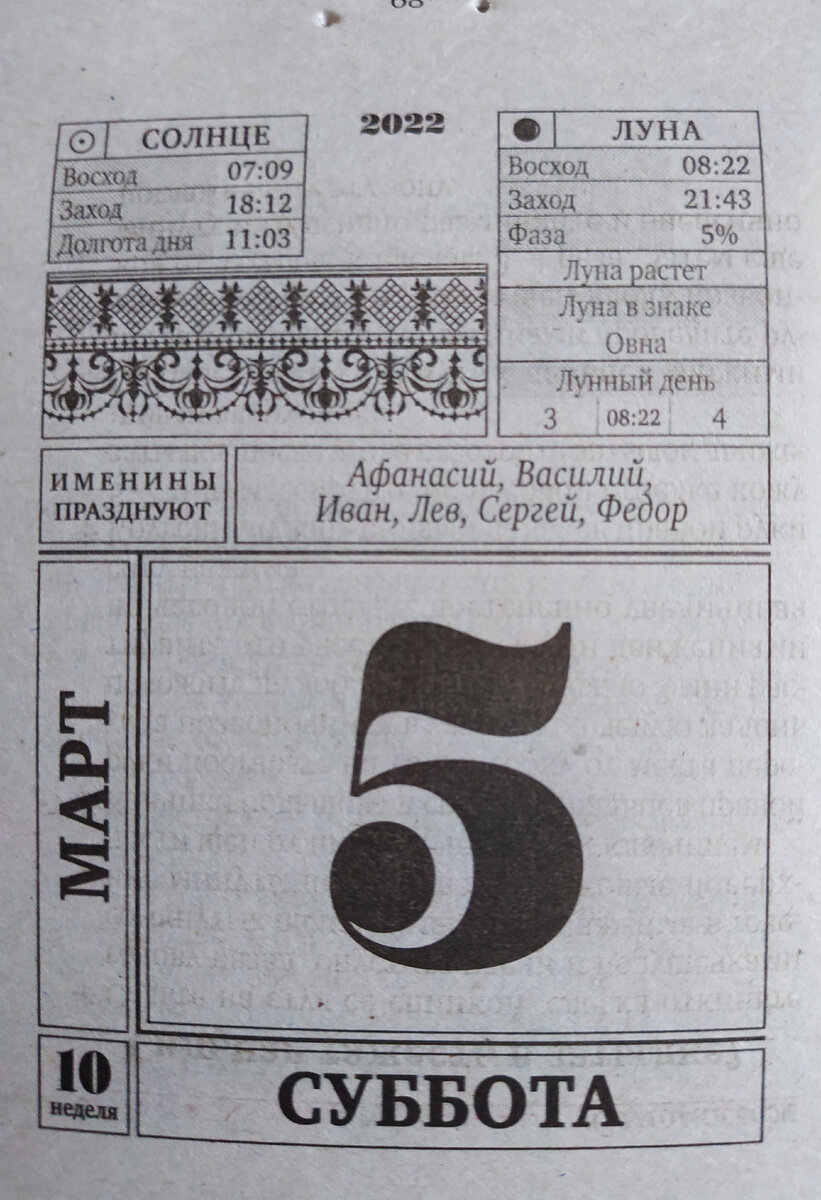 2022
СОЛНЦЕ
Восход 07:09
Заход 18:12
Долгота дня 11:03
ЛУНА
Восход 08:22
Заход 21:43
Фаза 5%
Луна растет
Луна в знаке
Овна
Лунный день
3 08:22 4
ИМЕНИНЫ
ПРАЗДНУЮТ
Афанасий, Василий,
Иван, Лев, Сергей, Федор
МАРТ
5
10
неделя
СУББОТА